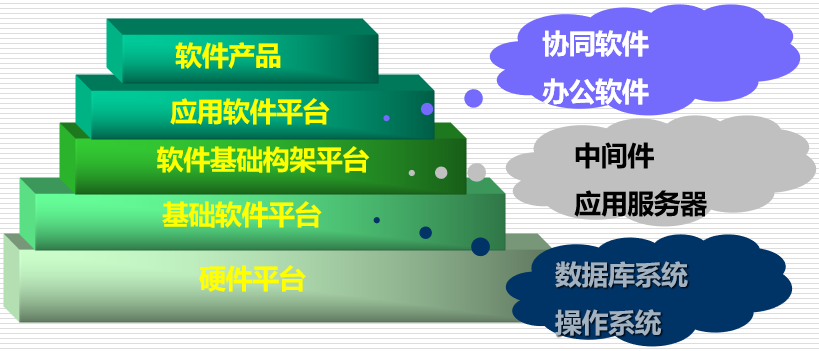 软件产品
应用软件平台
软件基础构架平台
基础软件平台
硬件平台
协同软件
办公软件
中间件
应用服务器
数据库系统
操作系统